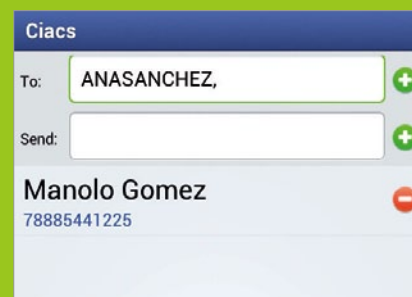 Ciacs
To: ANASANCHEZ,
Send:
Manolo Gomez
78885441225